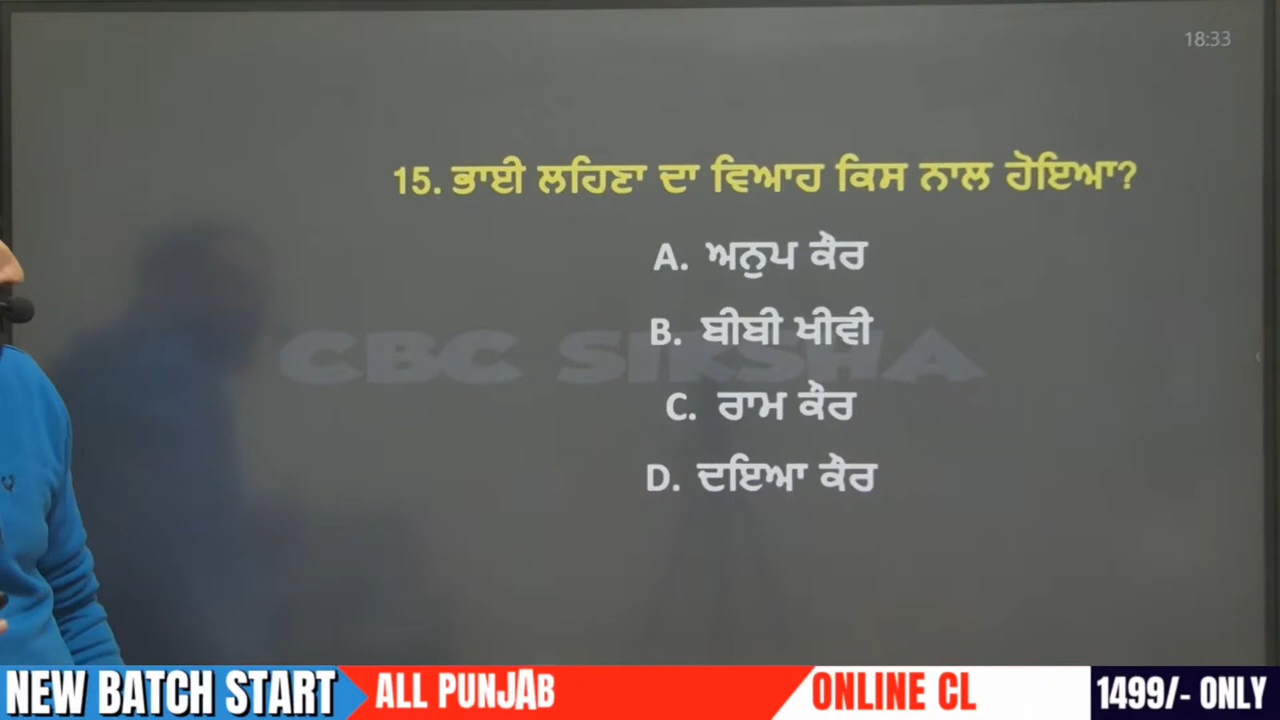 18:33
15. ਭਾਈ ਲਹਿਣਾ ਦਾ ਵਿਆਹ ਕਿਸ ਨਾਲ ਹੋਇਆ?
A. ਅਨੁਪ ਕੌਰ
B. ਬੀਬੀ ਖੀਵੀ
CBC SIKSHA
C. ਰਾਮ ਕੌਰ
D. ਦਇਆ ਕੌਰ
NEW BATCH START ALL PUNJAB ONLINE CL 1499/- ONLY